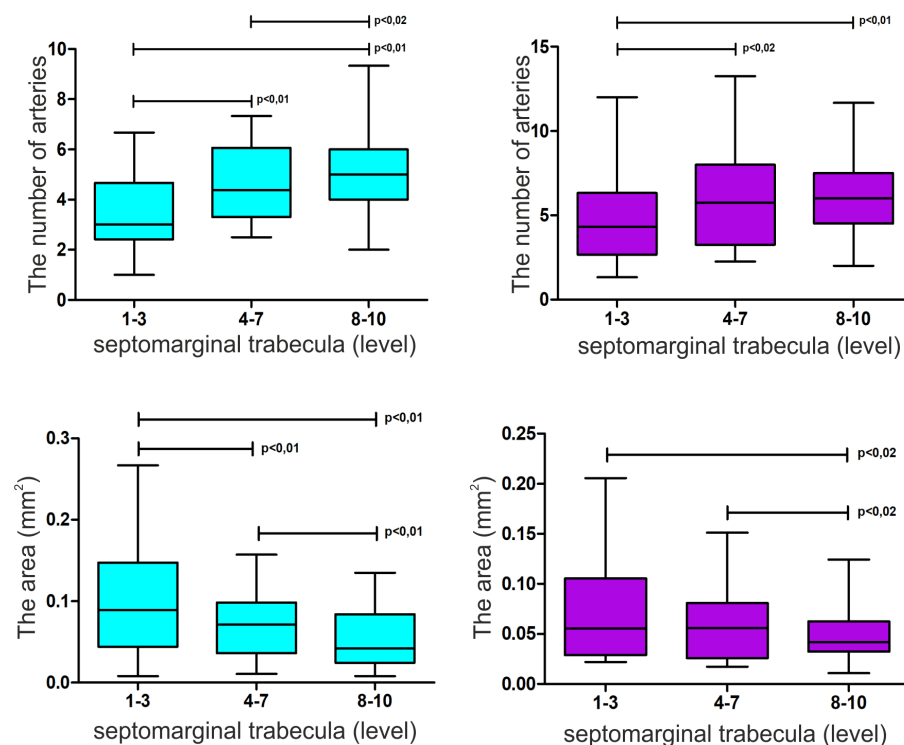 p<0,02
p<0,01
p<0,01
The number of arteries
10
8
6
4
2
0
1-3 4-7 8-10
septomarginal trabecula (level)
p<0,01
p<0,02
The number of arteries
15
10
5
0
1-3 4-7 8-10
septomarginal trabecula (level)
p<0,01
p<0,01
p<0,01
The area (mm²)
0.3
0.2
0.1
0.0
1-3 4-7 8-10
septomarginal trabecula (level)
p<0,02
p<0,02
The area (mm²)
0.25
0.20
0.15
0.10
0.05
0.00
1-3 4-7 8-10
septomarginal trabecula (level)